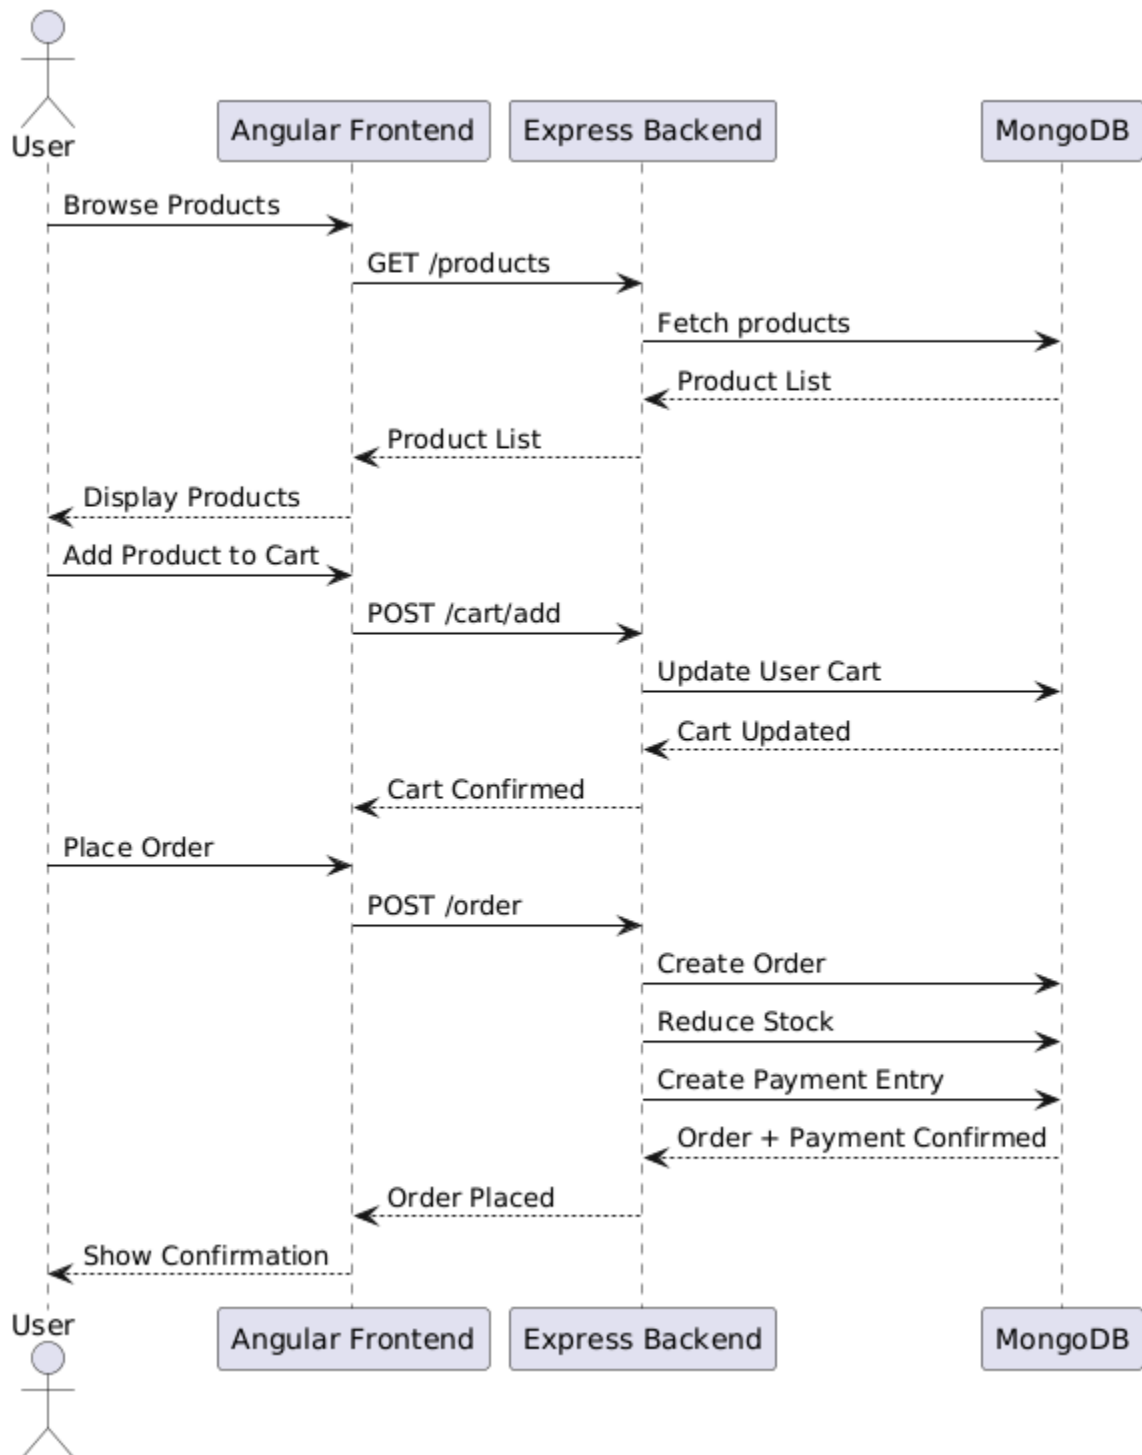 User
Angular Frontend
Express Backend
MongoDB
Browse Products
GET /products
Fetch products
Product List
Product List
Display Products
Add Product to Cart
POST /cart/add
Update User Cart
Cart Updated
Cart Confirmed
Place Order
POST /order
Create Order
Reduce Stock
Create Payment Entry
Order + Payment Confirmed
Order Placed
Show Confirmation
User
Angular Frontend
Express Backend
MongoDB